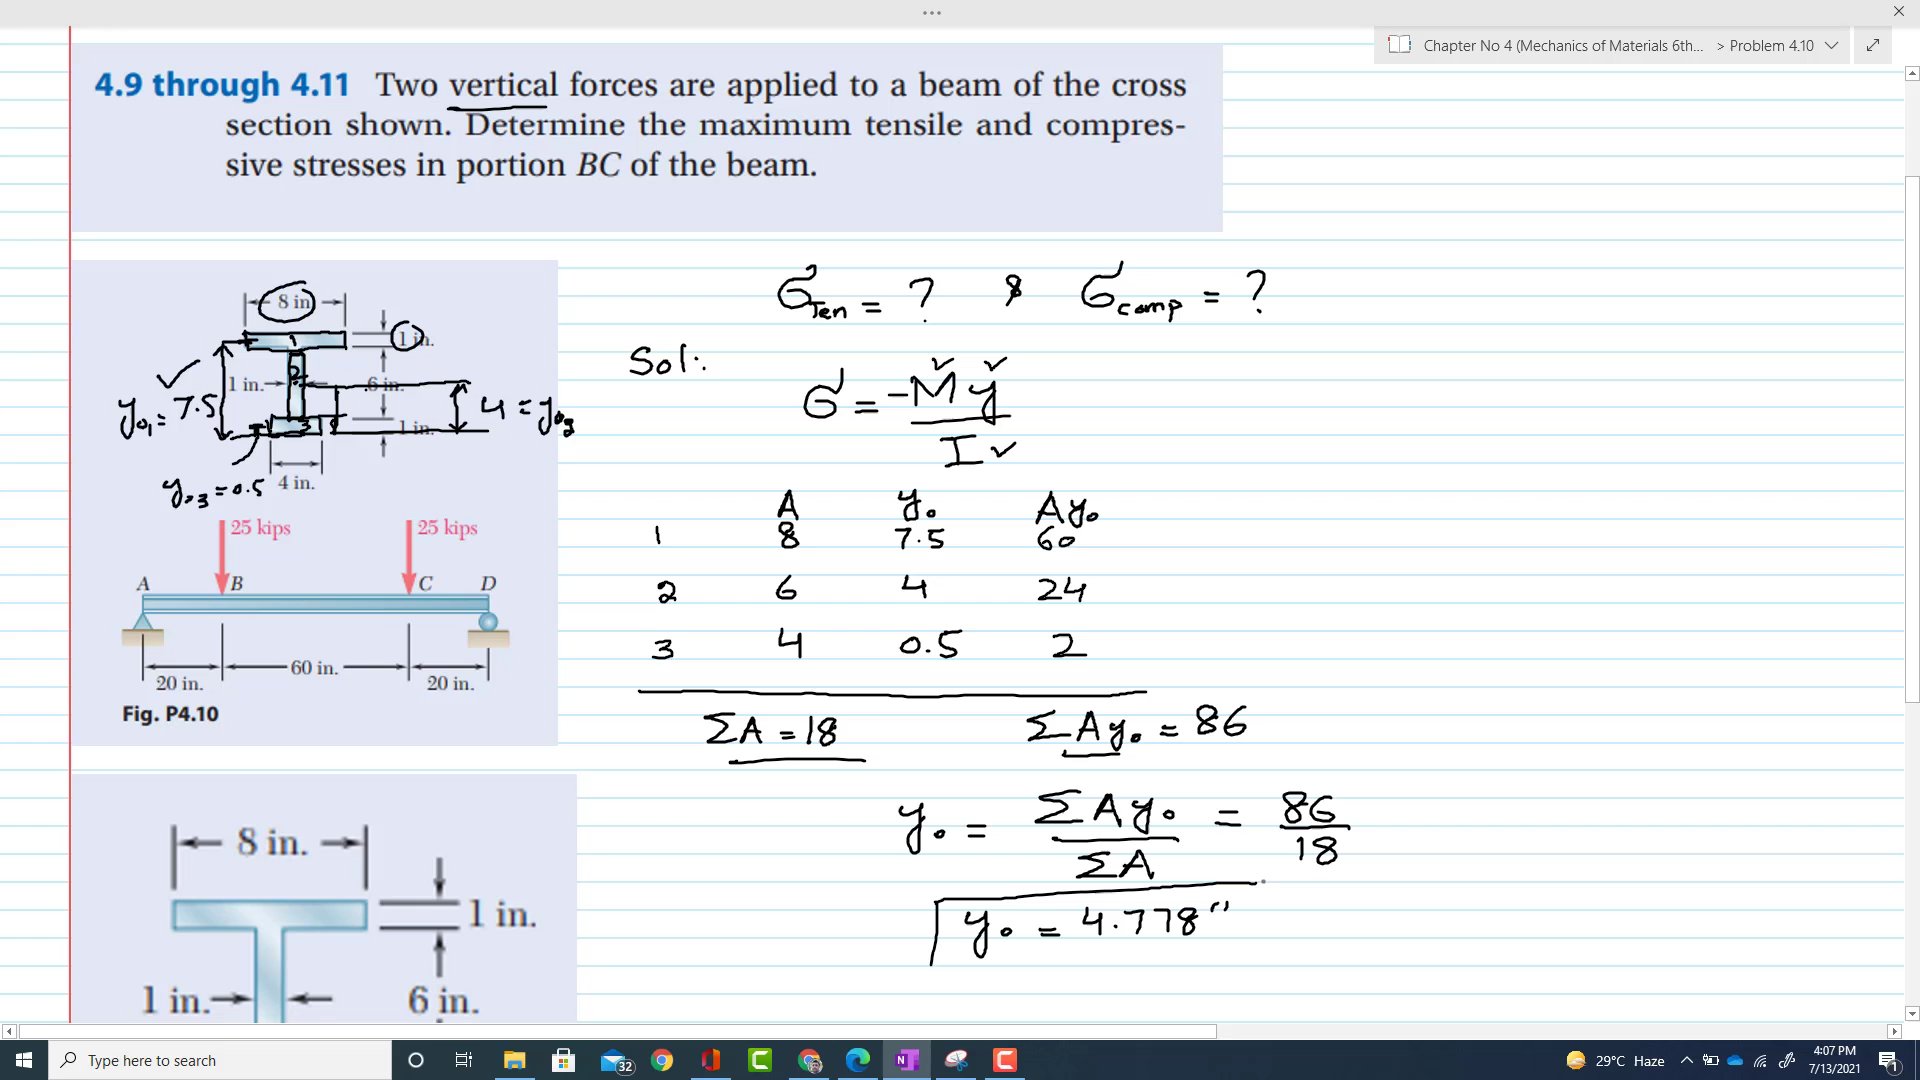 Chapter No 4 (Mechanics of Materials 6th... > Problem 4.10
4.9 through 4.11 Two vertical forces are applied to a beam of the cross
section shown. Determine the maximum tensile and compres-
sive stresses in portion BC of the beam.
8 in.
1 in.
1 in.
6 in.
1 in.
4 in.
1
2
3
y₀₁ = 7.5
4 = y₀₂
y₀₃ = 0.5
25 kips 25 kips
A B C D
60 in.
20 in. 20 in.
Fig. P4.10
8 in.
1 in.
1 in. 6 in.
σTen = ? & σcomp = ?
Sol:
σ = -My
I
A y₀ Ay₀
1 8 7.5 60
2 6 4 24
3 4 0.5 2
ΣA = 18 ΣAy₀ = 86
y₀ = ΣAy₀ = 86
ΣA 18
y₀ = 4.778"
Type here to search
32
29°C Haze
4:07 PM
7/13/2021
1